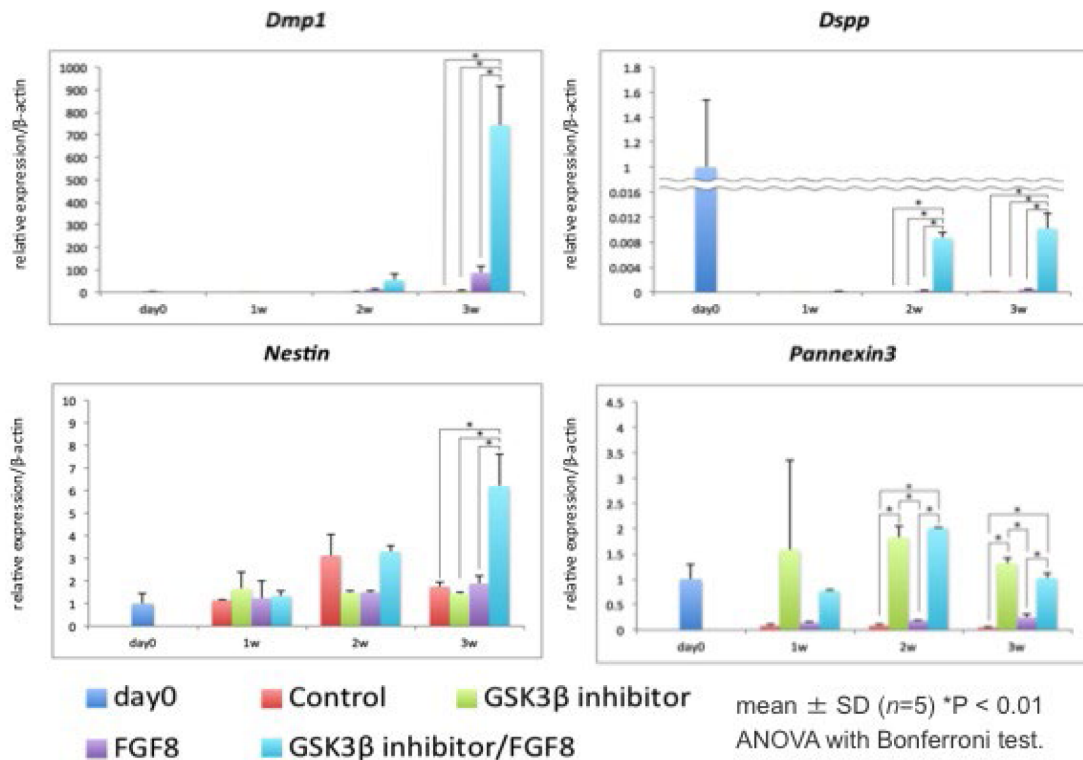 Dmp1
relative expression/β-actin
1000
900
800
700
600
500
400
300
200
100
0
* * *
day0 1w 2w 3w
Dspp
relative expression/β-actin
1.8
1.6
1.4
1.2
1
0.016
0.012
0.008
0.004
0
* * * * * *
day0 1w 2w 3w
Nestin
relative expression/β-actin
10
9
8
7
6
5
4
3
2
1
0
* * *
day0 1w 2w 3w
Pannexin3
relative expression/β-actin
4.5
4
3.5
3
2.5
2
1.5
1
0.5
0
* * * * * * * *
day0 1w 2w 3w
day0 Control GSK3β inhibitor
FGF8 GSK3β inhibitor/FGF8
mean ± SD (n=5) *P < 0.01
ANOVA with Bonferroni test.